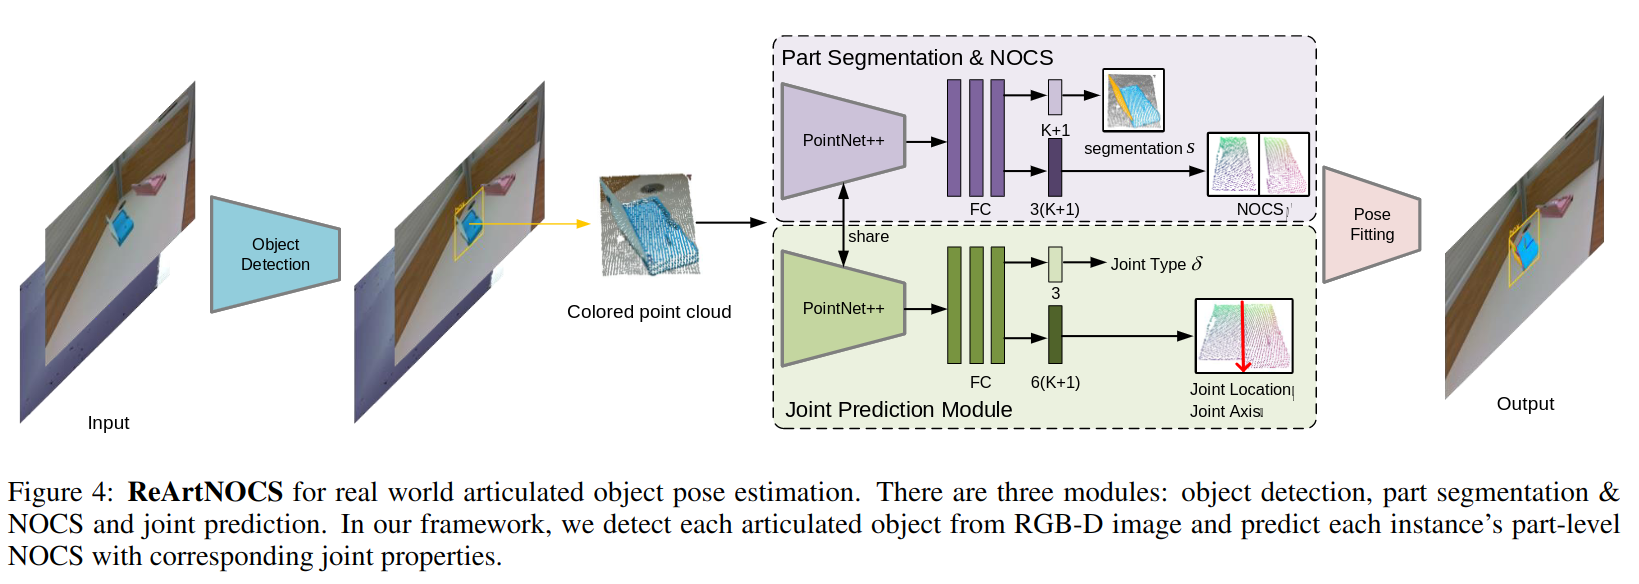 Part Segmentation & NOCS
PointNet++
K+1
segmentation s
FC
3(K+1)
NOCS
share
Object
Detection
Pose
Fitting
PointNet++
Joint Type δ
3
Colored point cloud
FC
6(K+1)
Joint Location
Joint Axis
Joint Prediction Module
Input
Output
Figure 4: ReArtNOCS for real world articulated object pose estimation. There are three modules: object detection, part segmentation &
NOCS and joint prediction. In our framework, we detect each articulated object from RGB-D image and predict each instance's part-level
NOCS with corresponding joint properties.